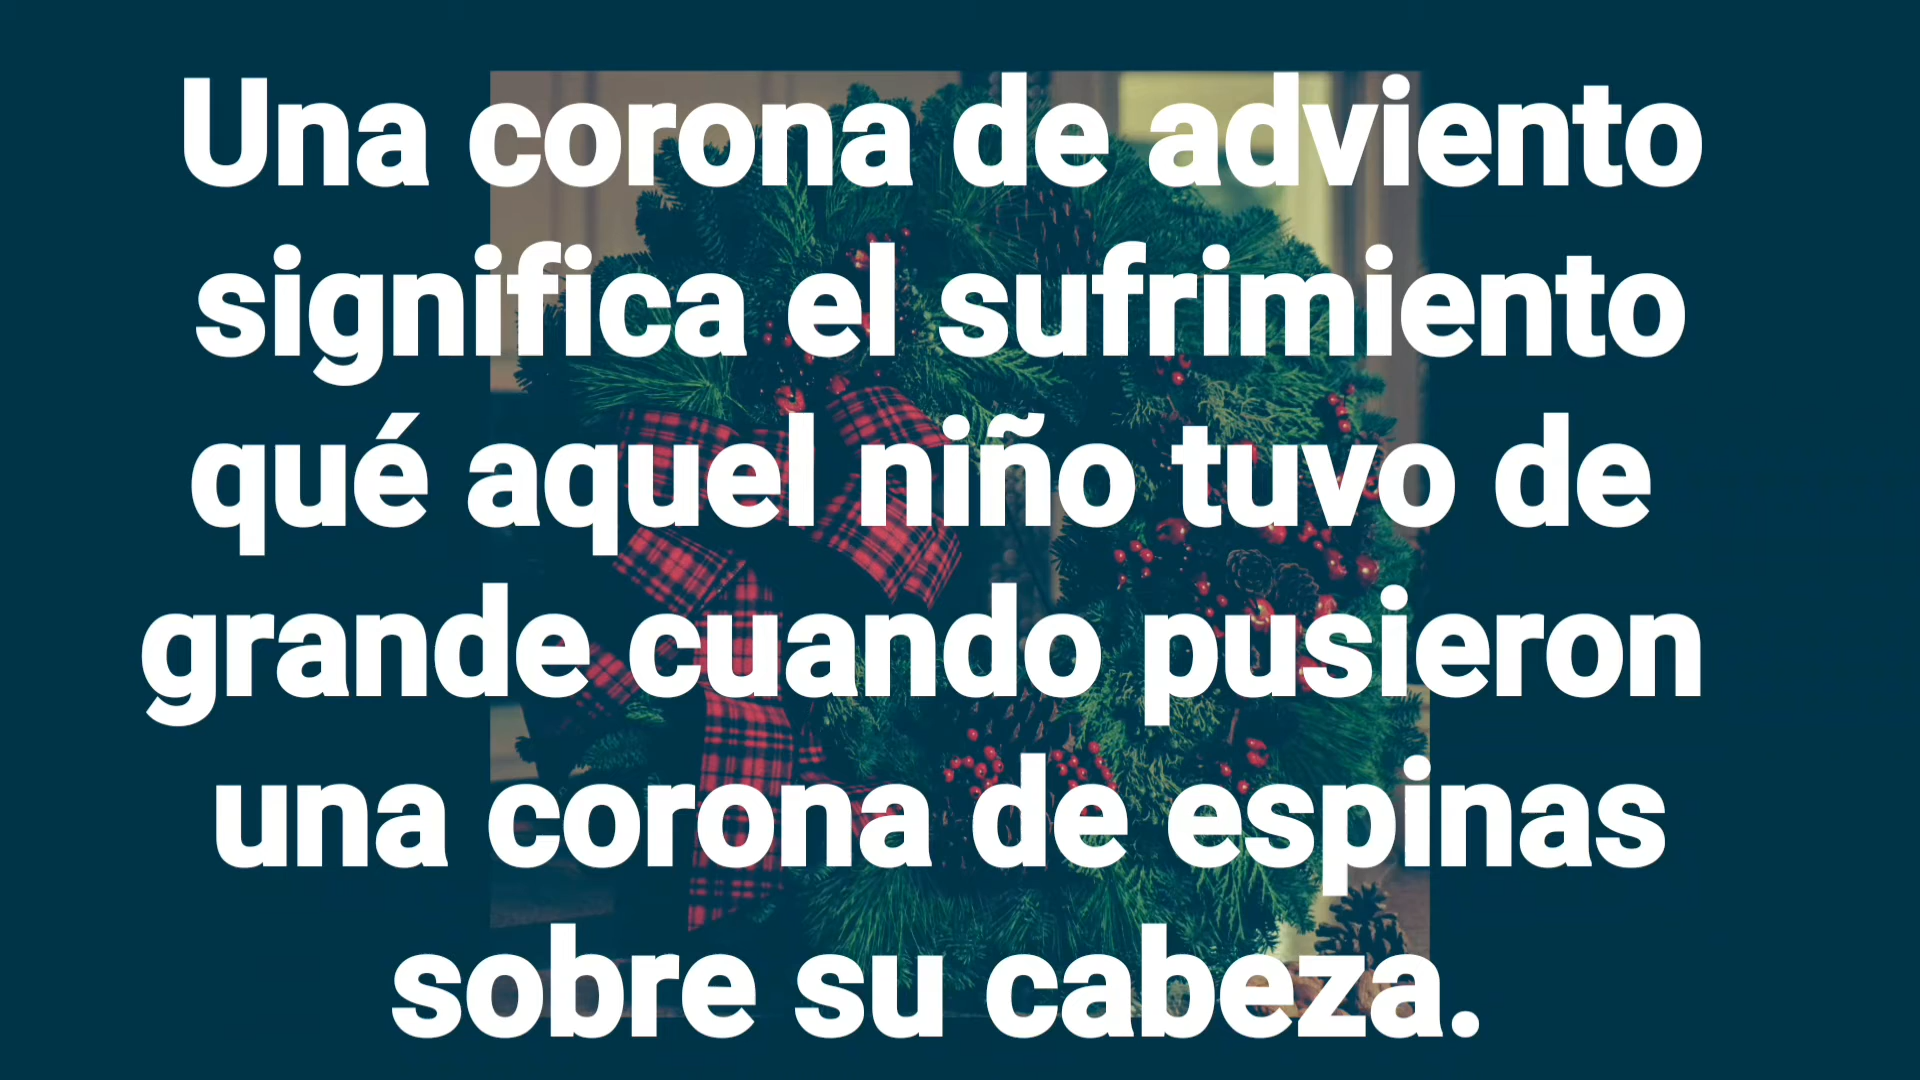 Una corona de adviento
significa el sufrimiento
qué aquel niño tuvo de
grande cuando pusieron
una corona de espinas
sobre su cabeza.